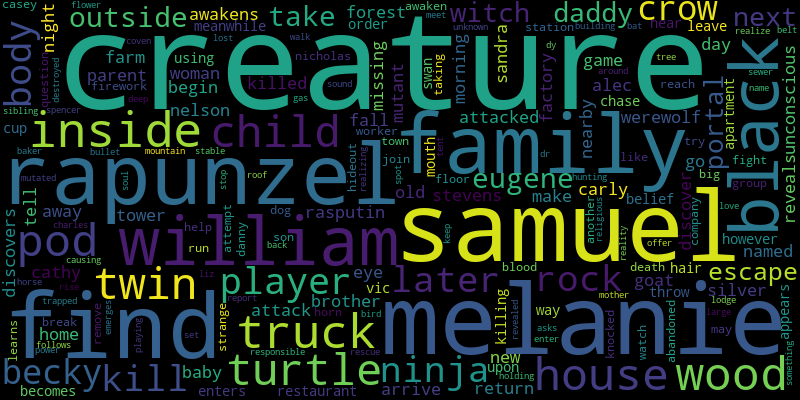 casey flower awaken meet building bat unknown
outside awakens take forest witch daddy crow next
meanwhile coven lost walk station near realize belt
body night order leave day
creature
farm using sandra morning game
question parent woman begin missing swan taking factory alec chase reach
firework killed nicholas deep sound gas mutant
destroyed nelson attacked nearby werewolf apartment portal black unconscious reveals
inside child fall family
sibling spencer cup worker town
baker bullet mountain stable join mouth dr hunting like try go fight
rapunzel hideout realizing spot floor eugene carly big group
mutated soul stop roof old stevens make belief love name sewer tree around
tell away tower rasputin samuel discover company however named
pod william dog another religious reality
discovers charles help attempt danny son back keep offer death hair escape
causing run eye later rock goat throw silver
cathy liz vic blood mother
twin player brother killing lodge large appears
horse rise trapped emerges report horn bird strange attack way may
find melanie
learns break home remove playing set truck knocked watch abandoned
follows power responsible rescue turtle ninja new revealed asks enter
becky kill baby upon house wood something
becomes enters restaurant arrive return holding